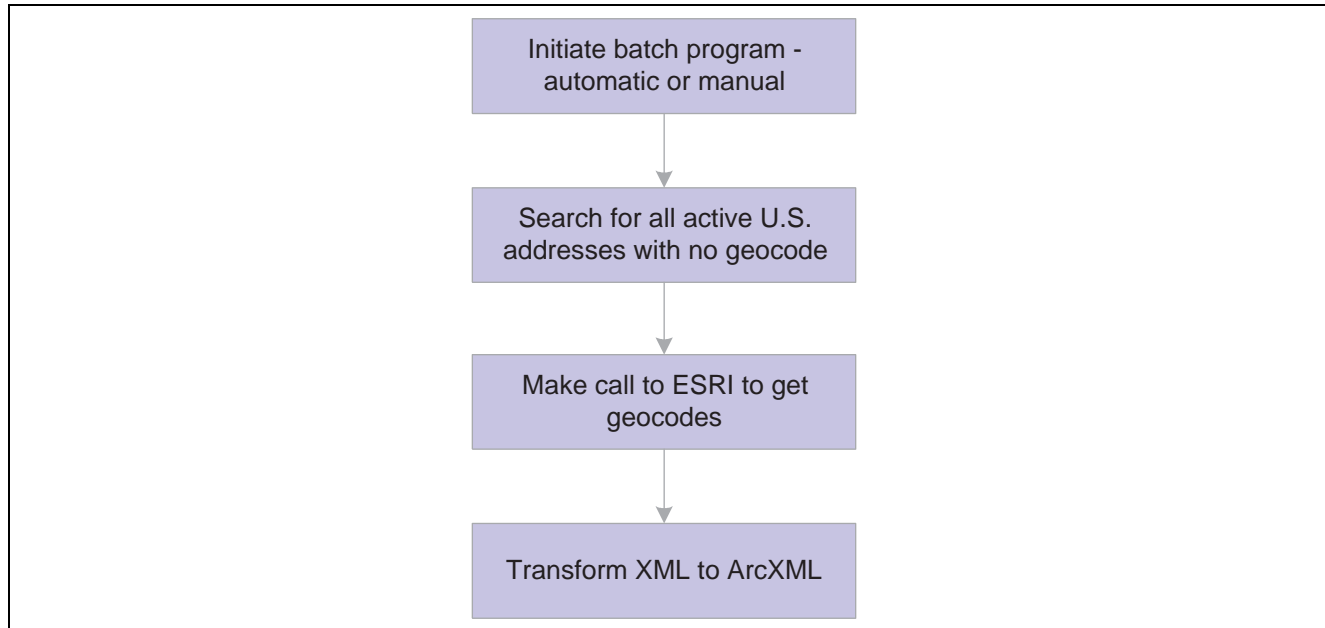 Initiate batch program -
automatic or manual
Search for all active U.S.
addresses with no geocode
Make call to ESRI to get
geocodes
Transform XML to ArcXML